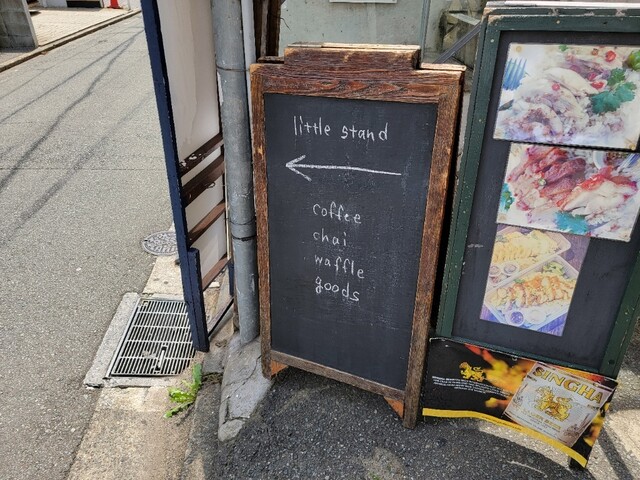 little stand
coffee
chai
waffle
goods
SINGHA